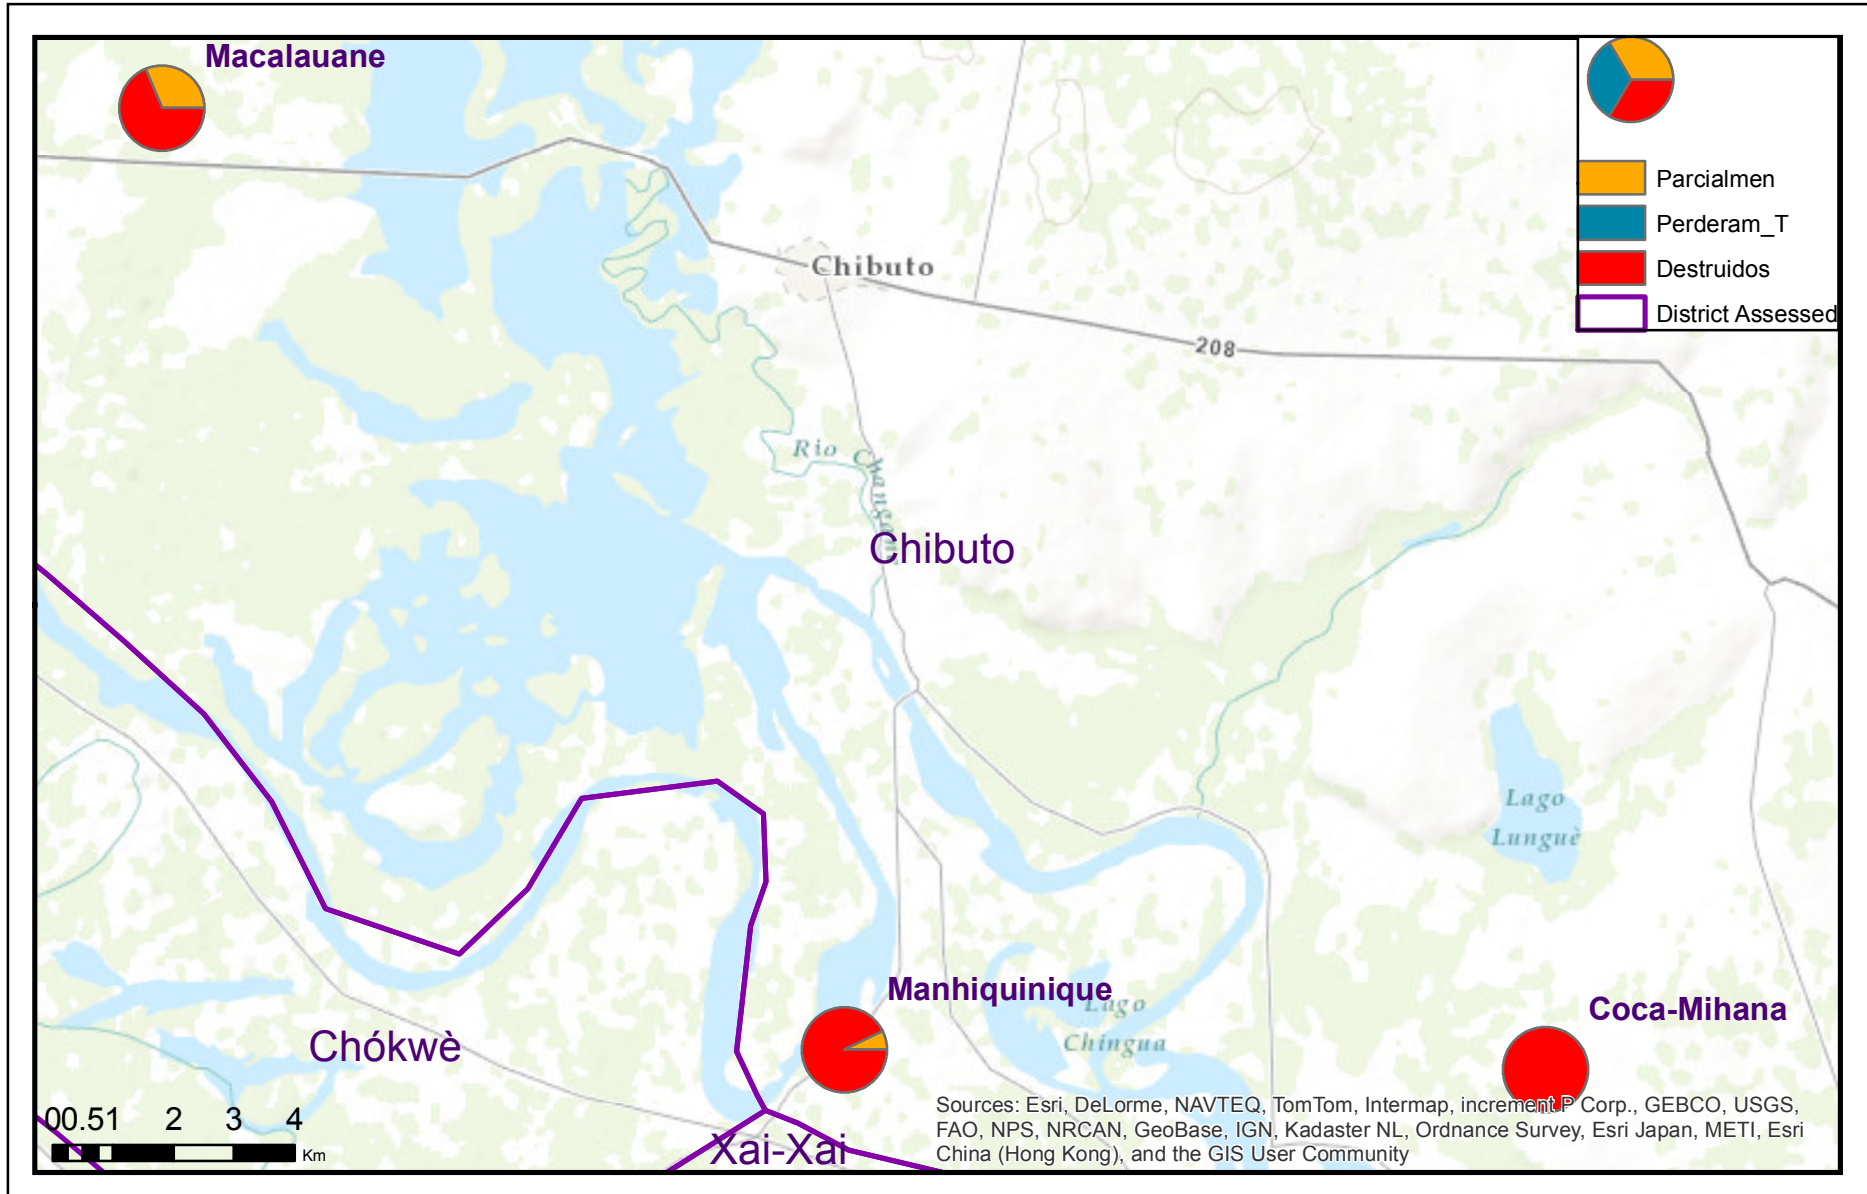 Macalauane
Parcialmen
Perderam_T
Destruidos
District Assessed
Chibuto
208
Rio Changane
Chibuto
Lago
Lungué
Manhiquinique
Lago
Chingua
Coca-Mihana
Chókwè
Xai-Xai
00.51 2 3 4
Km
Sources: Esri, DeLorme, NAVTEQ, TomTom, Intermap, increment P Corp., GEBCO, USGS,
FAO, NPS, NRCAN, GeoBase, IGN, Kadaster NL, Ordnance Survey, Esri Japan, METI, Esri
China (Hong Kong), and the GIS User Community